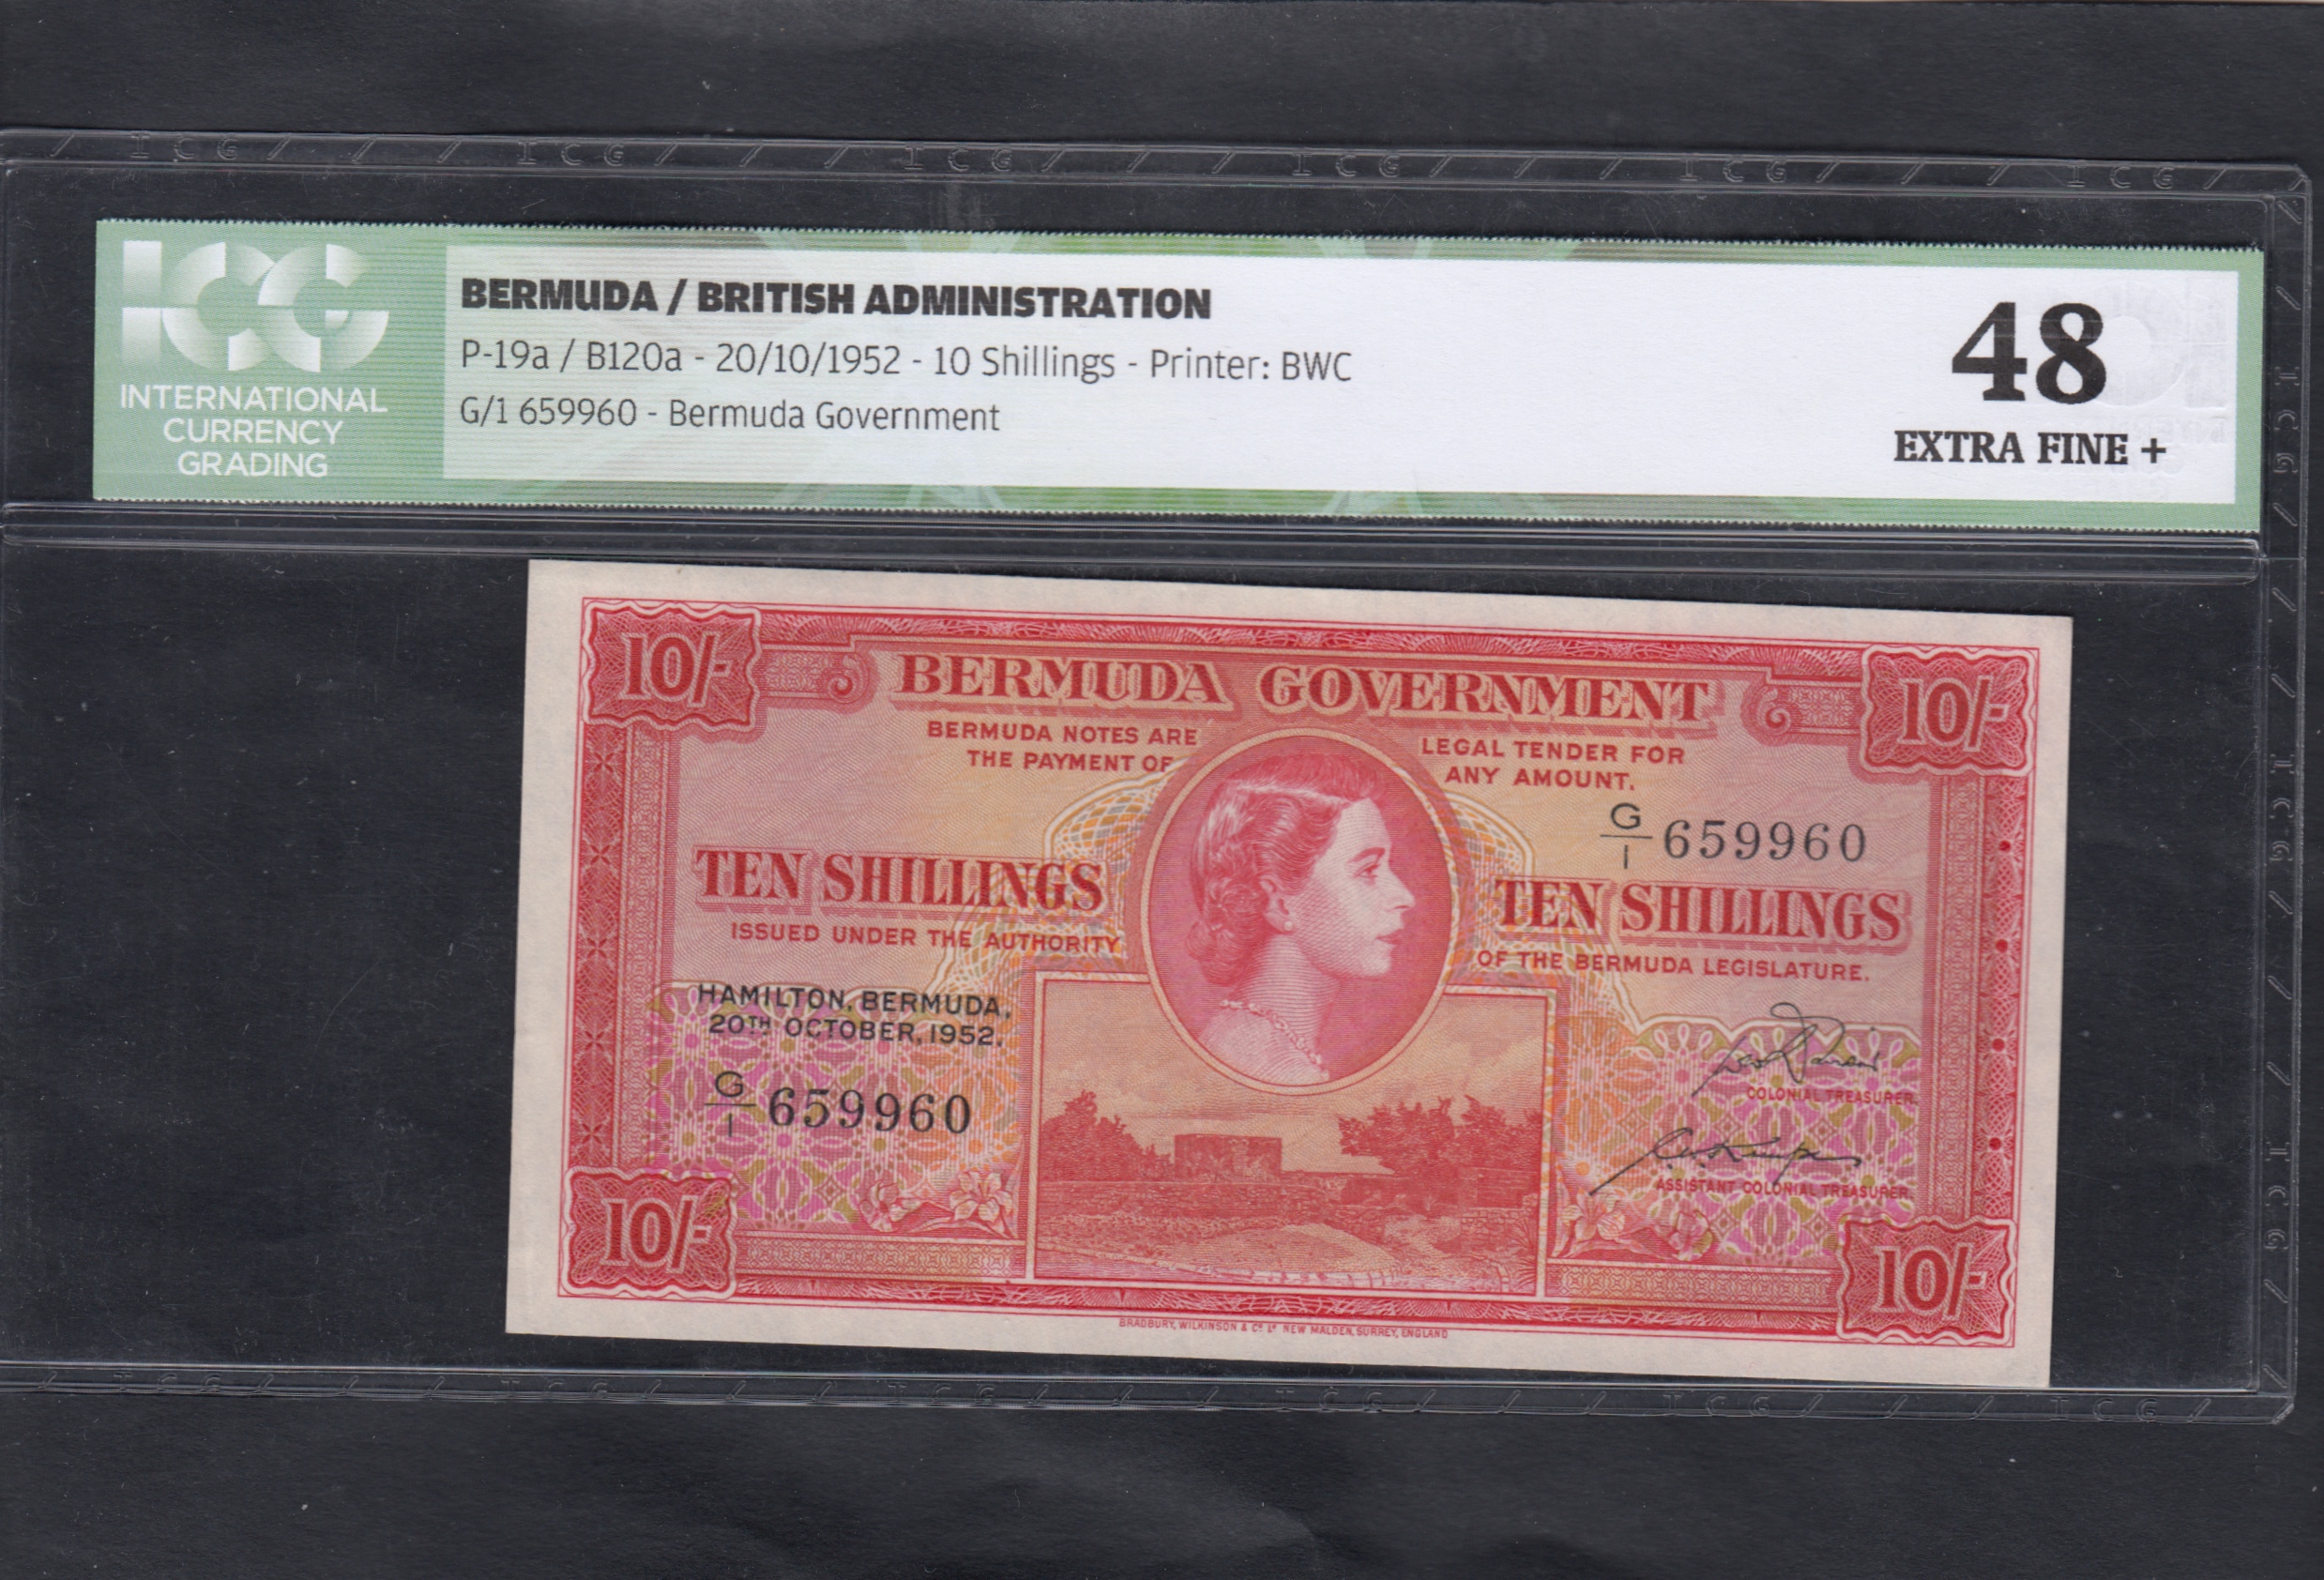 ICG
INTERNATIONAL
CURRENCY
GRADING
BERMUDA / BRITISH ADMINISTRATION
P-19a / B120a - 20/10/1952 - 10 Shillings - Printer: BWC
G/1 659960 - Bermuda Government
48
EXTRA FINE +
10/-
BERMUDA GOVERNMENT
10/-
BERMUDA NOTES ARE LEGAL TENDER FOR
THE PAYMENT OF ANY AMOUNT.
G/1 659960
TEN SHILLINGS
TEN SHILLINGS
ISSUED UNDER THE AUTHORITY OF THE BERMUDA LEGISLATURE.
HAMILTON, BERMUDA,
20TH OCTOBER, 1952.
COLONIAL TREASURER.
G/1 659960
ASSISTANT COLONIAL TREASURER.
10/-
10/-
BRADBURY, WILKINSON & Co. Ld. NEW MALDEN, SURREY, ENGLAND